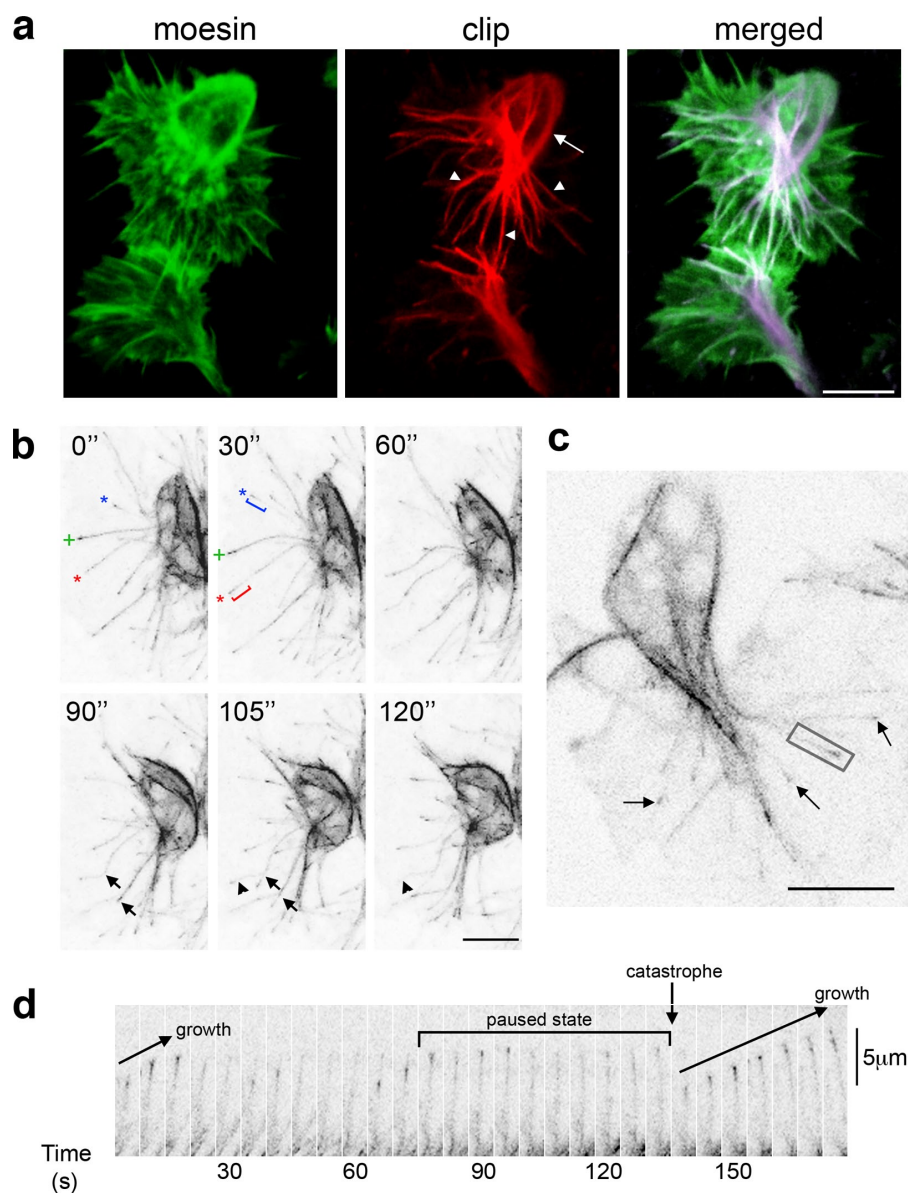 a
moesin clip merged
b
0’’ 30’’ 60’’
* * + + * *
90’’ 105’’ 120’’
c
d
catastrophe
growth paused state growth
5μm
Time
(s) 30 60 90 120 150